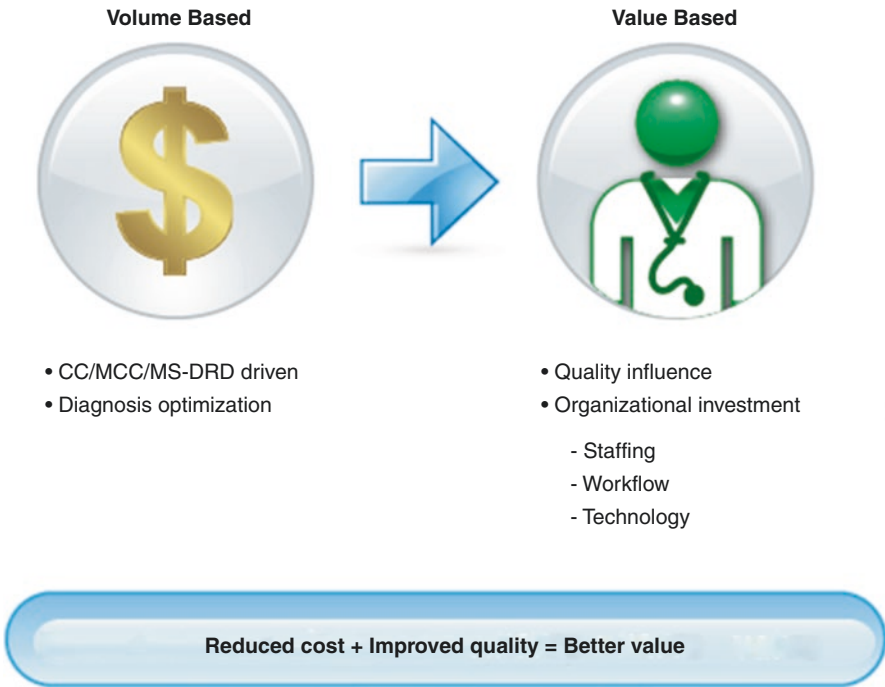 Volume Based
Value Based
• CC/MCC/MS-DRD driven
• Diagnosis optimization
• Quality influence
• Organizational investment
- Staffing
- Workflow
- Technology
Reduced cost + Improved quality = Better value